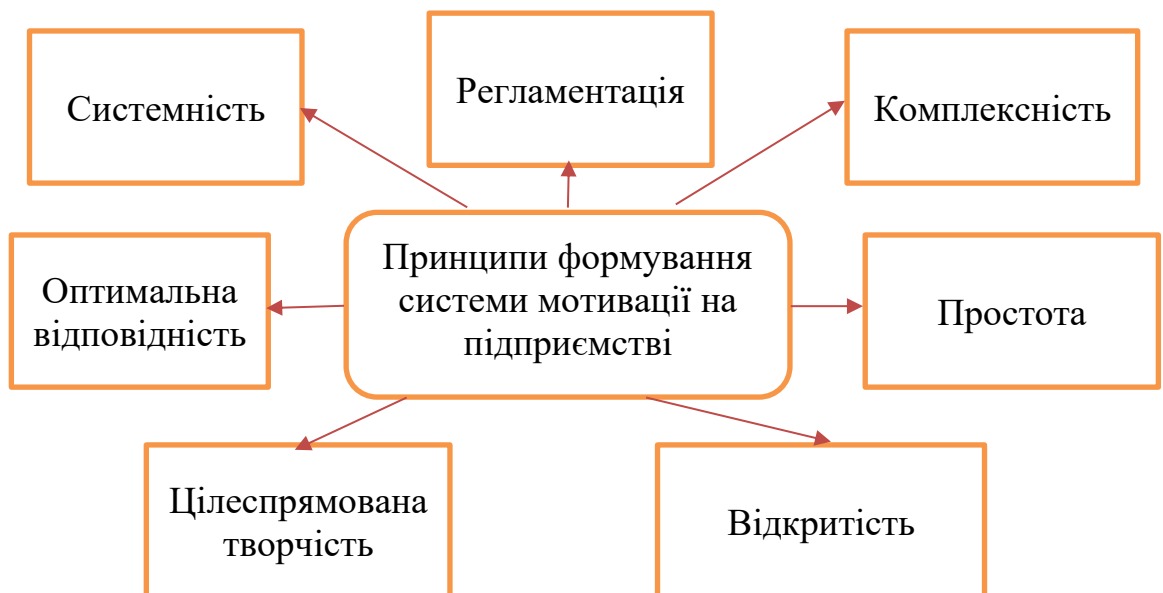 Системність
Регламентація
Комплексність
Оптимальна
відповідність
Принципи формування
системи мотивації на
підприємстві
Простота
Цілеспрямована
творчість
Відкритість